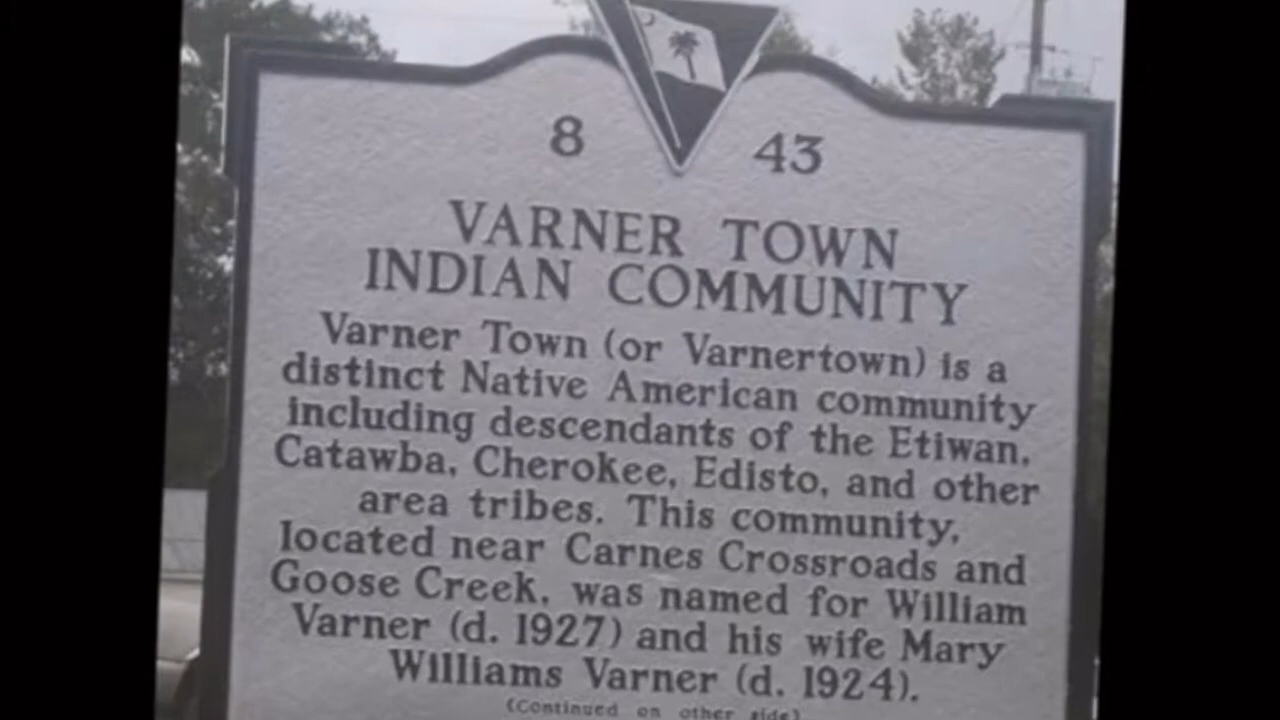 8 43
VARNER TOWN
INDIAN COMMUNITY
Varner Town (or Varnertown) is a
distinct Native American community
including descendants of the Etiwan,
Catawba, Cherokee, Edisto, and other
area tribes. This community,
located near Carnes Crossroads and
Goose Creek, was named for William
Varner (d. 1927) and his wife Mary
Williams Varner (d. 1924).
(Continued on other side)